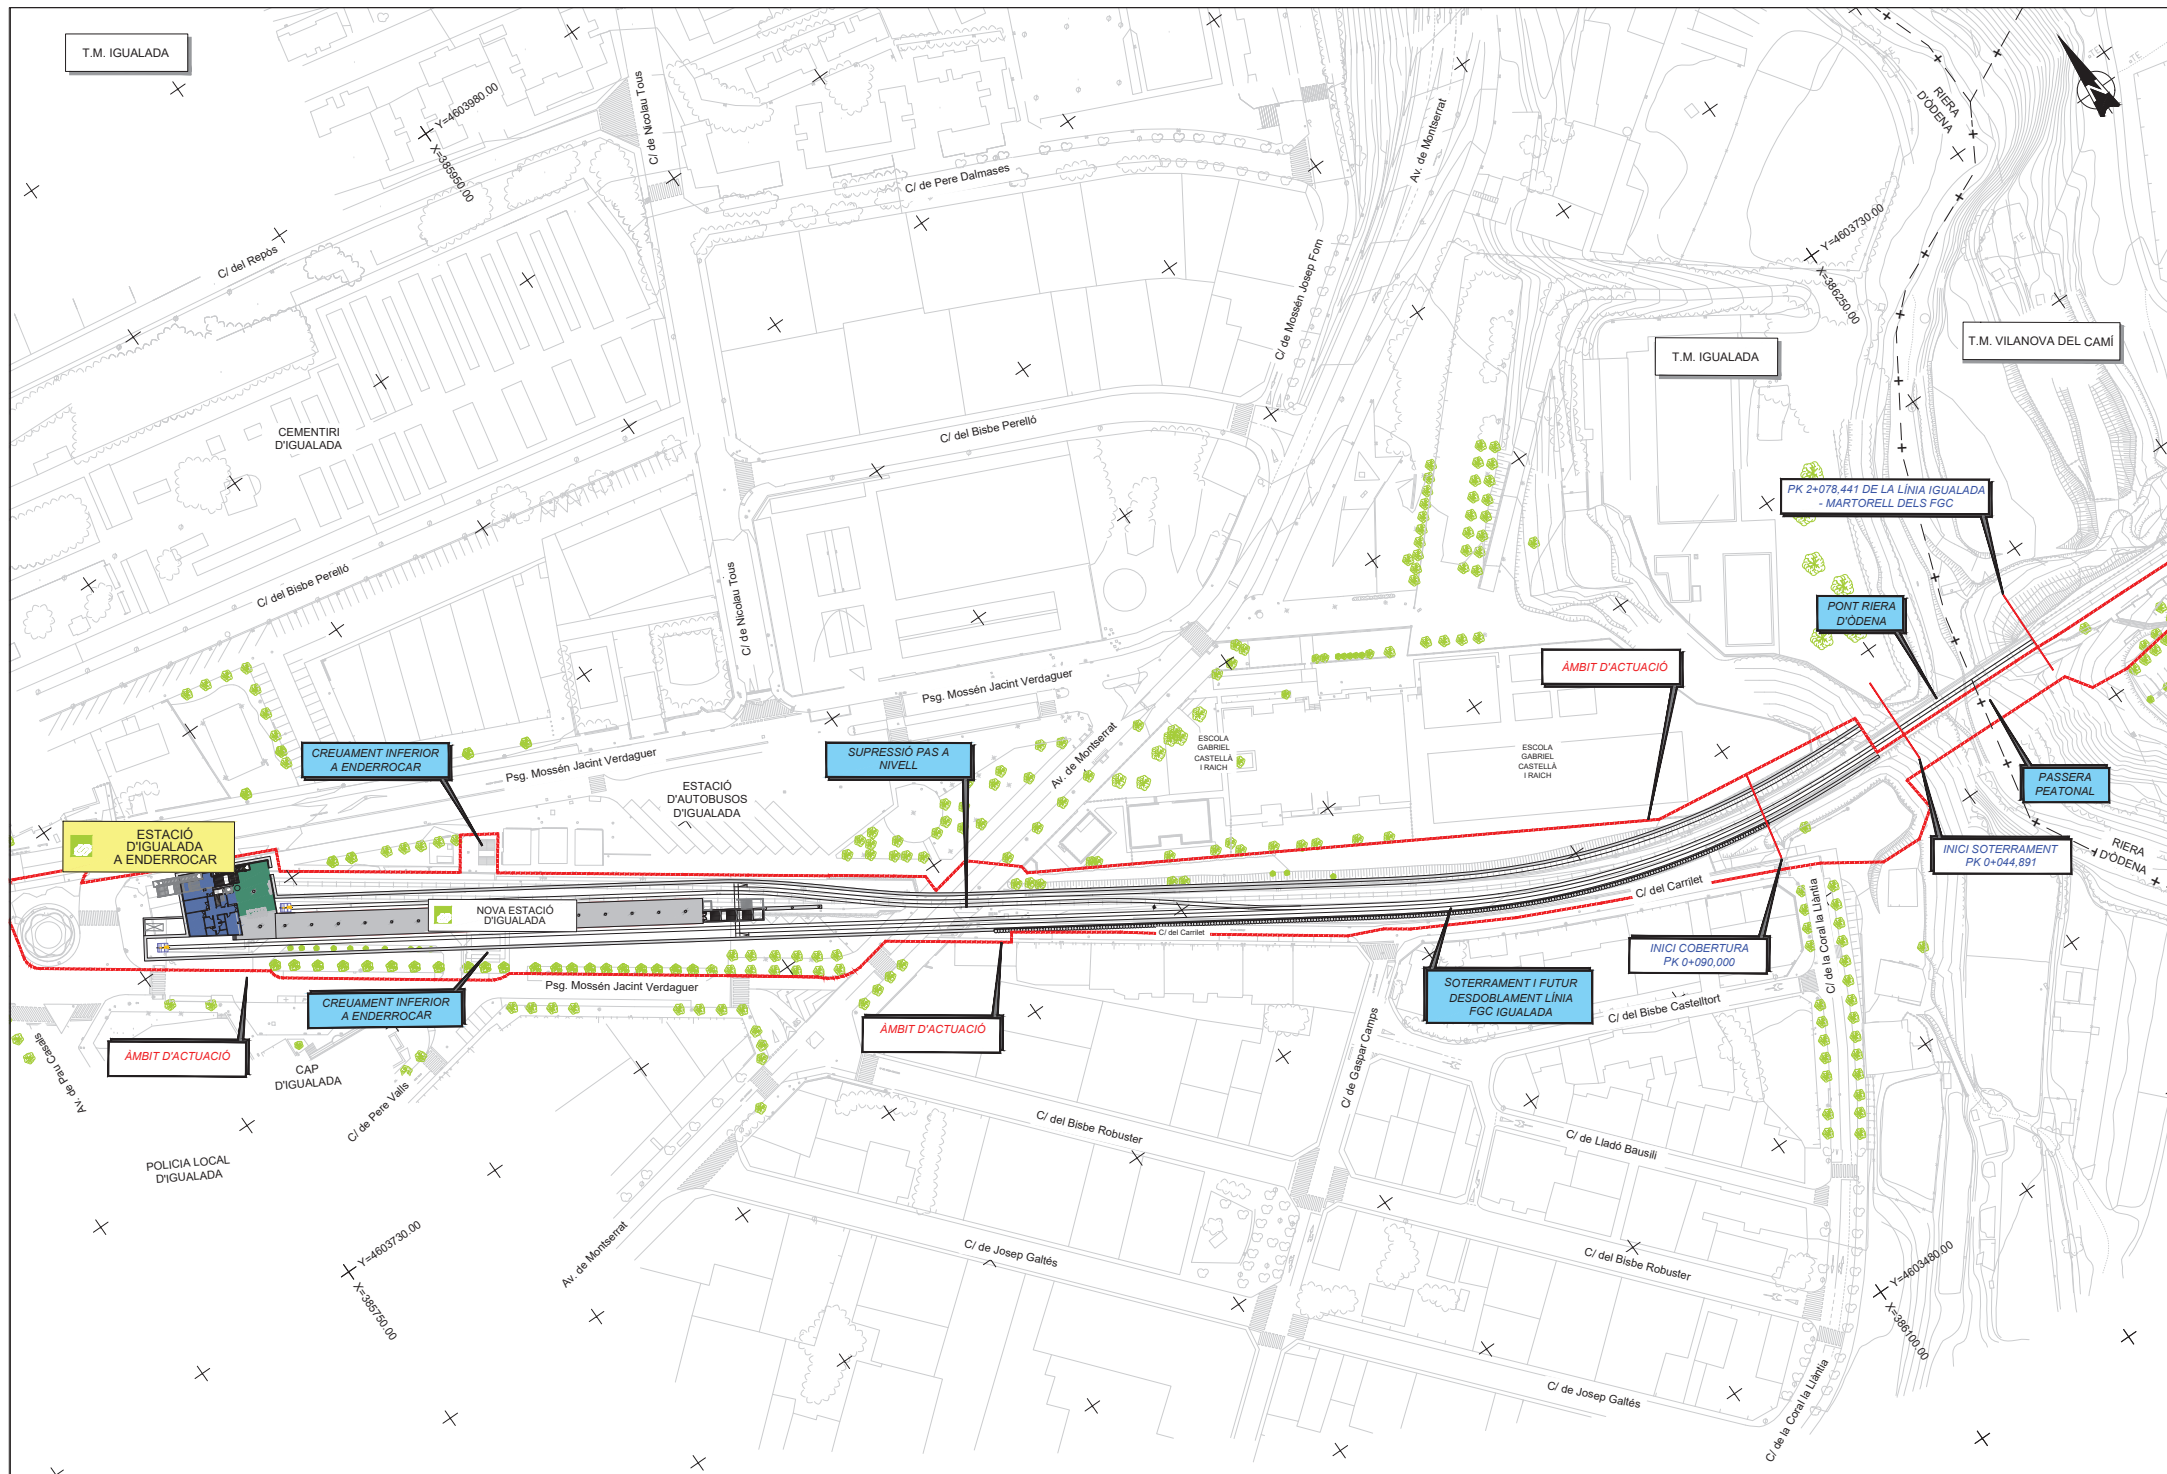 T.M. IGUALADA
Y=4603980.00
X=385950.00
C/ de Nicolau Tous
C/ de Pere Dalmases
Av. de Montserrat
RIERA
D'ÒDENA
C/ del Repòs
Y=4603730.00
X=386250.00
C/ de Mossén Josep Forn
T.M. IGUALADA
T.M. VILANOVA DEL CAMÍ
CEMENTIRI
D'IGUALADA
C/ del Bisbe Perelló
PK 2+078,441 DE LA LÍNIA IGUALADA
- MARTORELL DELS FGC
C/ del Bisbe Perelló
C/ de Nicolau Tous
PONT RIERA
D'ÒDENA
ÀMBIT D'ACTUACIÓ
Psg. Mossén Jacint Verdaguer
CREUAMENT INFERIOR
A ENDERROCAR
Psg. Mossén Jacint Verdaguer
SUPRESSIÓ PAS A
NIVELL
Av. de Montserrat
ESCOLA
GABRIEL
CASTELLÀ
I RAICH
ESCOLA
GABRIEL
CASTELLÀ
I RAICH
PASSERA
PEATONAL
ESTACIÓ
D'AUTOBUSOS
D'IGUALADA
ESTACIÓ
D'IGUALADA
A ENDERROCAR
INICI SOTERRAMENT
PK 0+044,891
RIERA
D'ÒDENA
NOVA ESTACIÓ
D'IGUALADA
C/ del Carrilet
C/ del Carrilet
C/ de la Coral la Llàntia
INICI COBERTURA
PK 0+090,000
CREUAMENT INFERIOR
A ENDERROCAR
Psg. Mossén Jacint Verdaguer
SOTERRAMENT I FUTUR
DESDOBLAMENT LÍNIA
FGC IGUALADA
C/ del Bisbe Castelltort
ÀMBIT D'ACTUACIÓ
ÀMBIT D'ACTUACIÓ
Av. de Pau Casals
CAP
D'IGUALADA
C/ de Pere Valls
C/ de Gaspar Camps
C/ del Bisbe Robuster
C/ de Lladó Bausili
POLICIA LOCAL
D'IGUALADA
Y=4603730.00
X=385750.00
Av. de Montserrat
C/ de Josep Galtés
C/ del Bisbe Robuster
Y=4603480.00
X=386100.00
C/ de Josep Galtés
C/ de la Coral la Llàntia